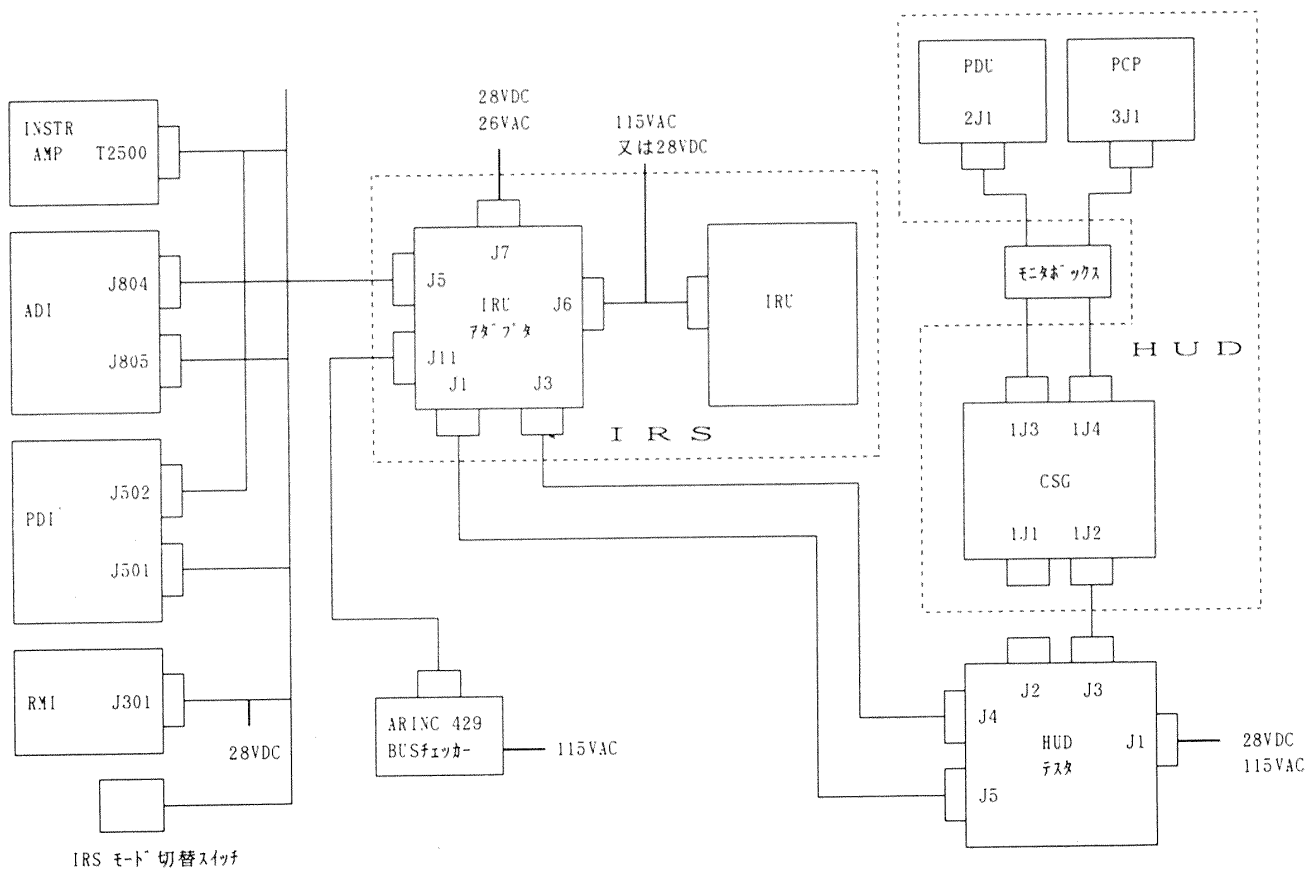 INSTR
AMP T2500
ADI
J804
J805
PDI
J502
J501
RMI J301
28VDC
IRS ﾓｰﾄﾞ切替ｽｲｯﾁ
28VDC
26VAC
115VAC
又は28VDC
J7
J5
IRU
ｱﾀﾞﾌﾟﾀ
J6
J11
J1 J3
IRU
IRS
ARINC 429
BUSﾁｪｯｶｰ
115VAC
PDU
2J1
PCP
3J1
ﾓﾆﾀﾎﾞｯｸｽ
HUD
1J3 1J4
CSG
1J1 1J2
J2 J3
J4
HUD
ﾃｽﾀ
J1
J5
28VDC
115VAC